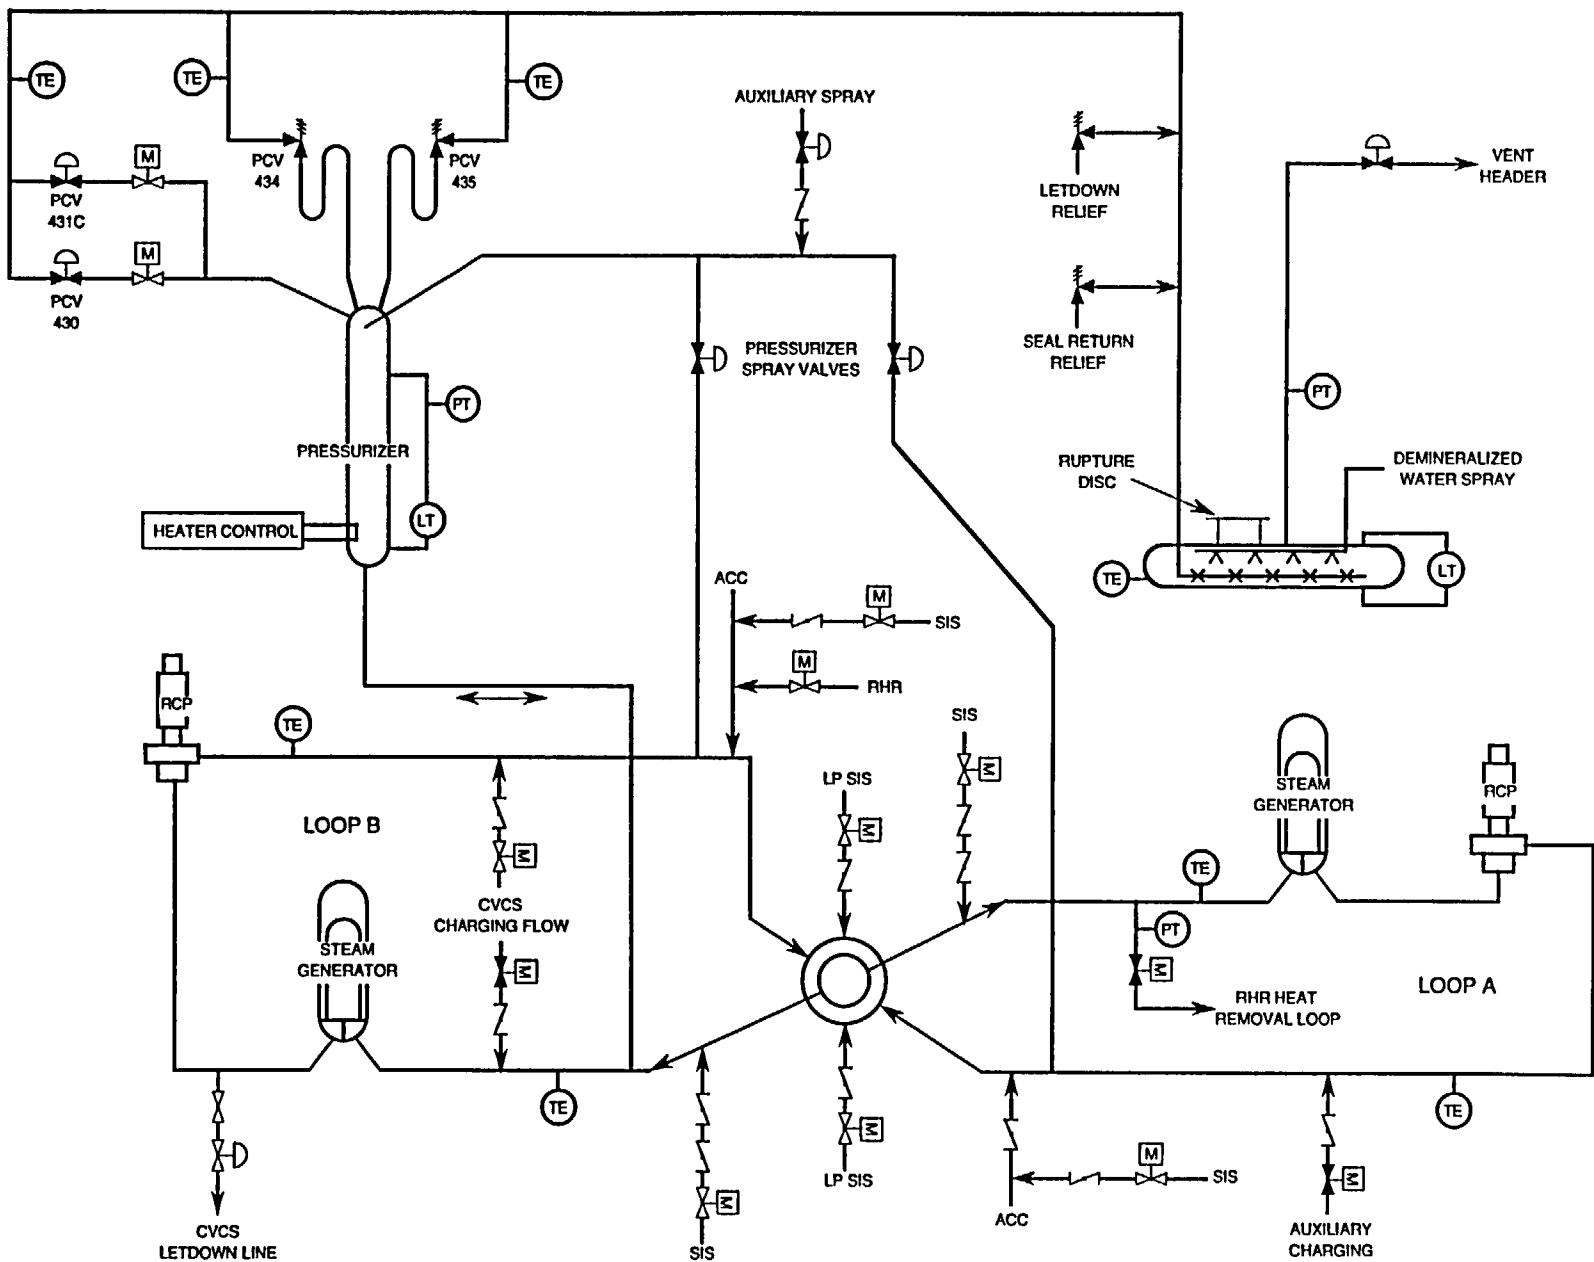 TE
TE
TE
AUXILIARY SPRAY
M
PCV
434
PCV
435
VENT
HEADER
PCV
431C
LETDOWN
RELIEF
M
PCV
430
SEAL RETURN
RELIEF
PRESSURIZER
SPRAY VALVES
PT
PT
PRESSURIZER
RUPTURE
DISC
DEMINERALIZED
WATER SPRAY
HEATER CONTROL
LT
TE
LT
ACC
M
SIS
M
RHR
RCP
TE
SIS
M
LP SIS
M
STEAM
GENERATOR
RCP
LOOP B
M
TE
CVCS
CHARGING FLOW
PT
STEAM
GENERATOR
M
M
LOOP A
RHR HEAT
REMOVAL LOOP
TE
TE
M
M
SIS
M
M
LP SIS
ACC
CVCS
LETDOWN LINE
SIS
AUXILIARY
CHARGING